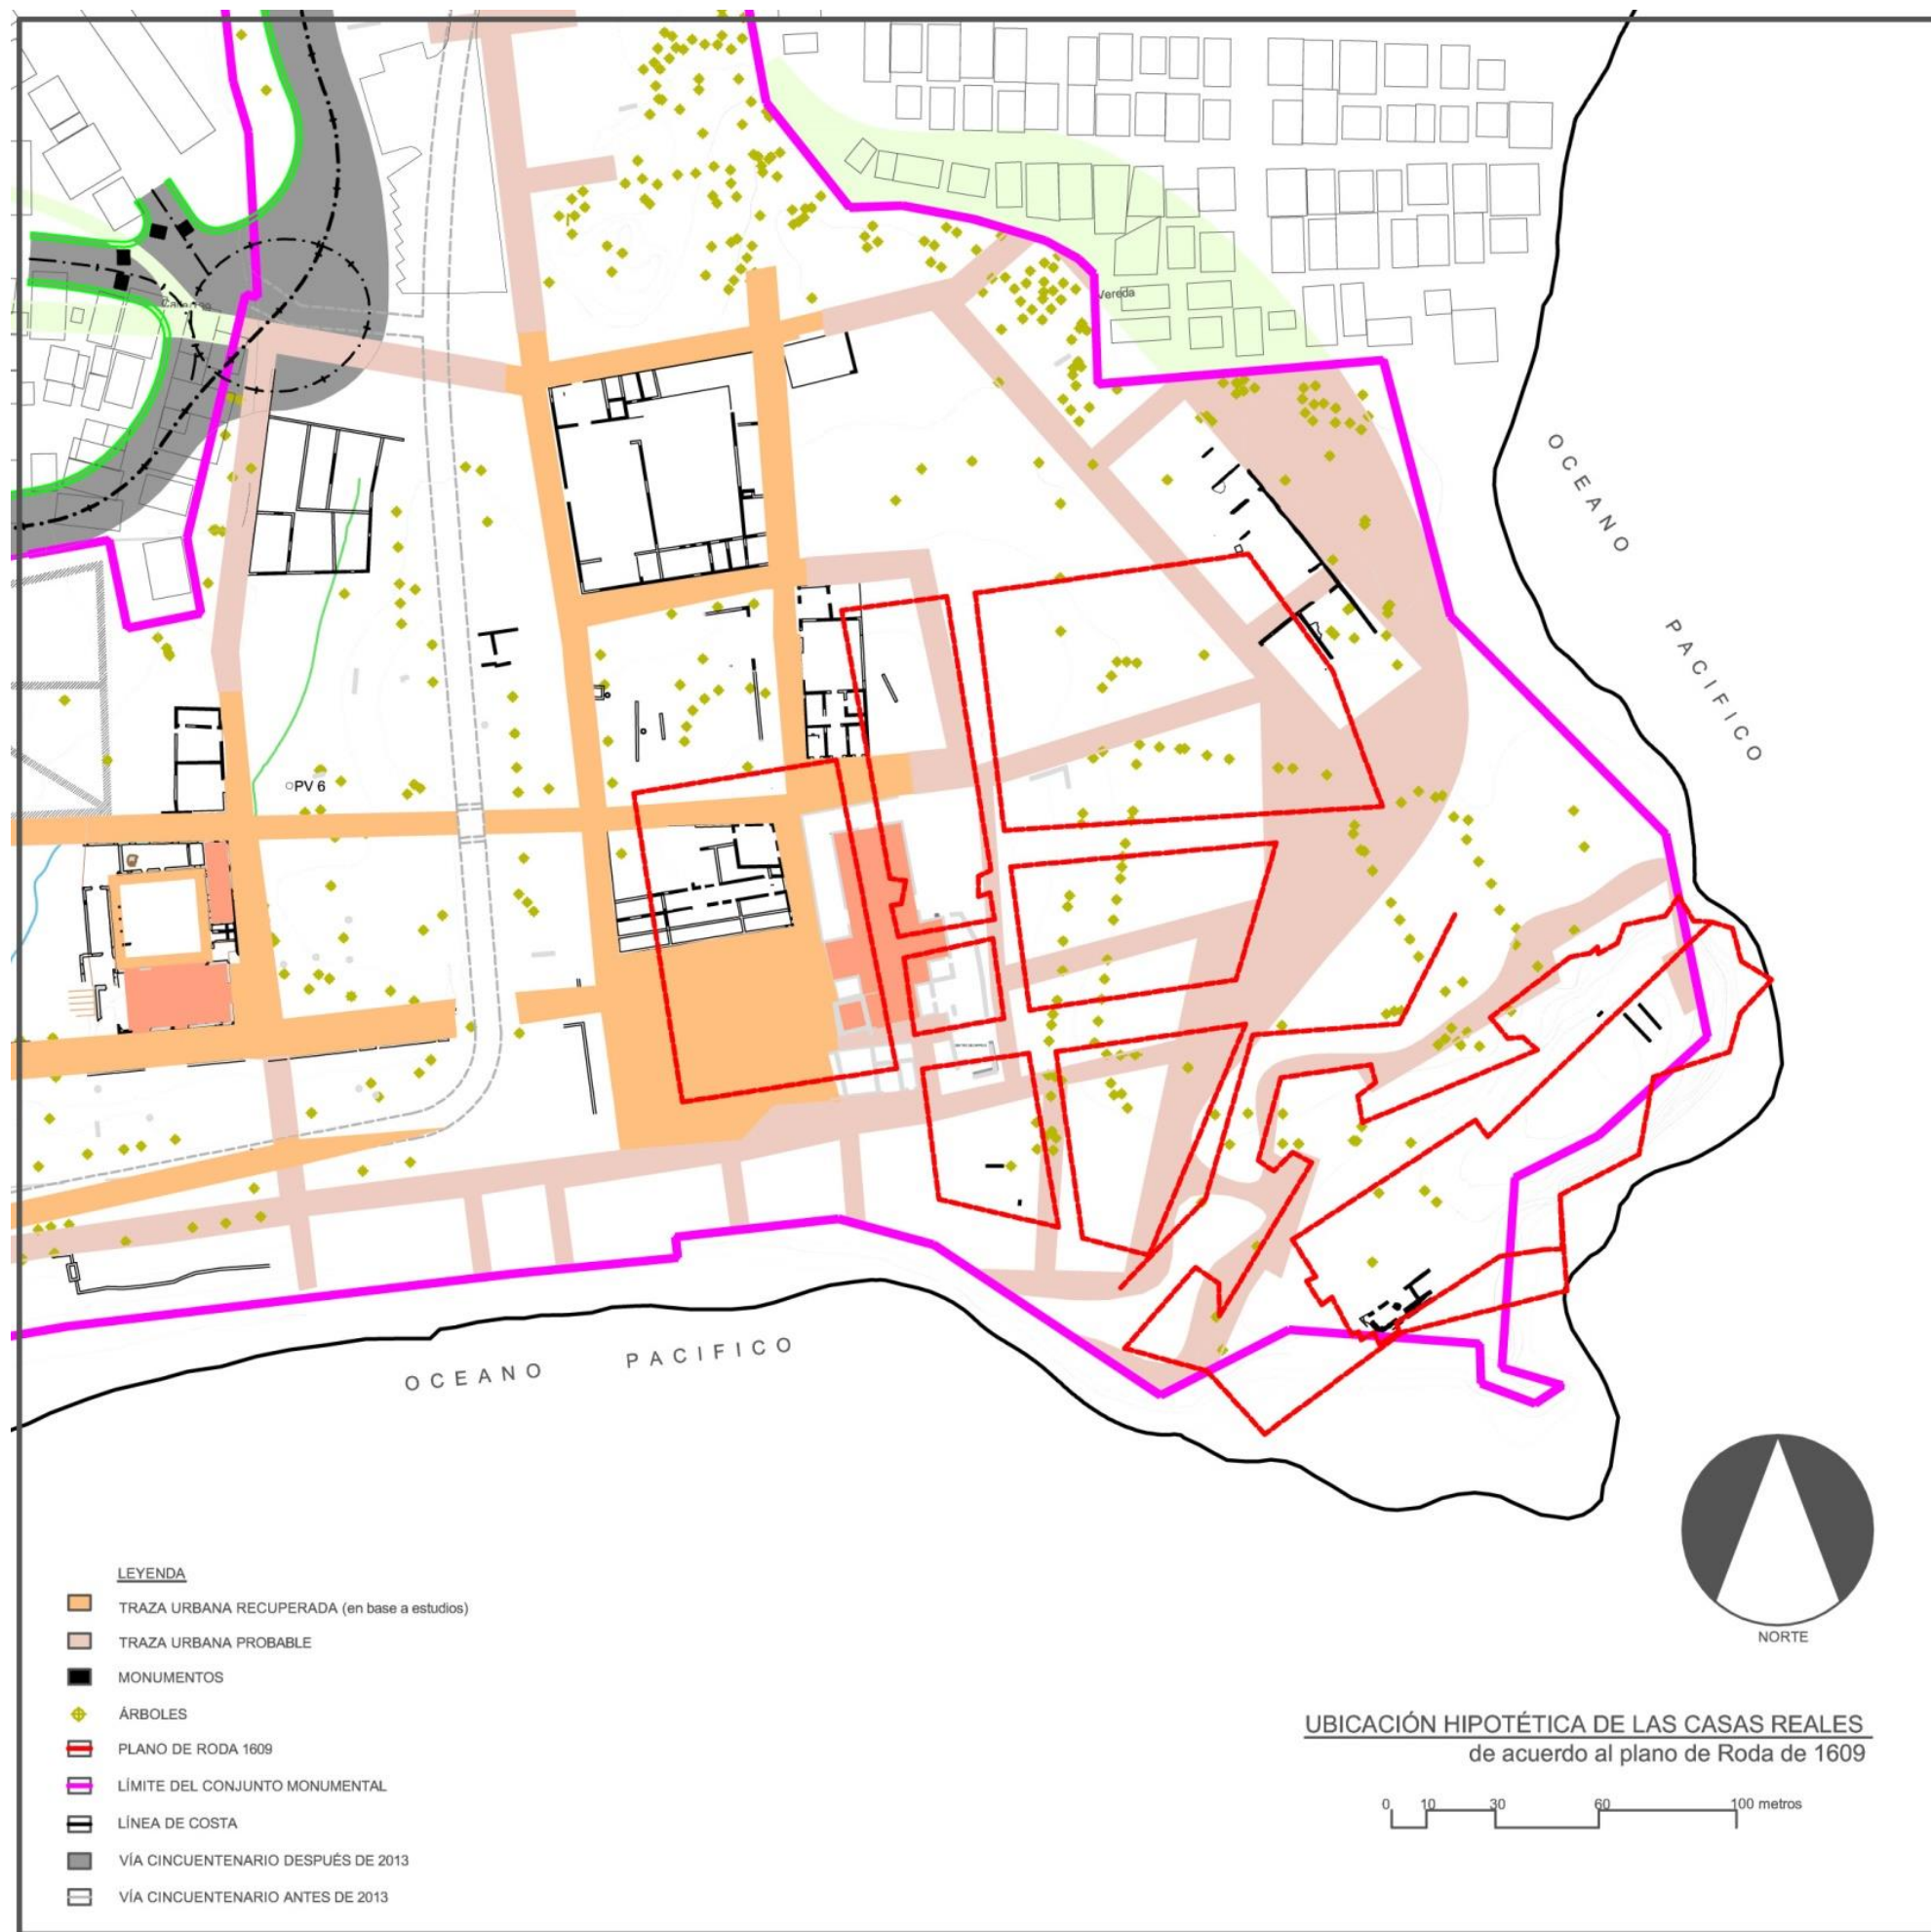 Vereda
OCEANO
PACIFICO
PV 6
OCEANO PACIFICO
LEYENDA
TRAZA URBANA RECUPERADA (en base a estudios)
TRAZA URBANA PROBABLE
MONUMENTOS
ÁRBOLES
PLANO DE RODA 1609
LÍMITE DEL CONJUNTO MONUMENTAL
LÍNEA DE COSTA
VÍA CINCUENTENARIO DESPUÉS DE 2013
VÍA CINCUENTENARIO ANTES DE 2013
NORTE
UBICACIÓN HIPOTÉTICA DE LAS CASAS REALES
de acuerdo al plano de Roda de 1609
0 10 30 60 100 metros